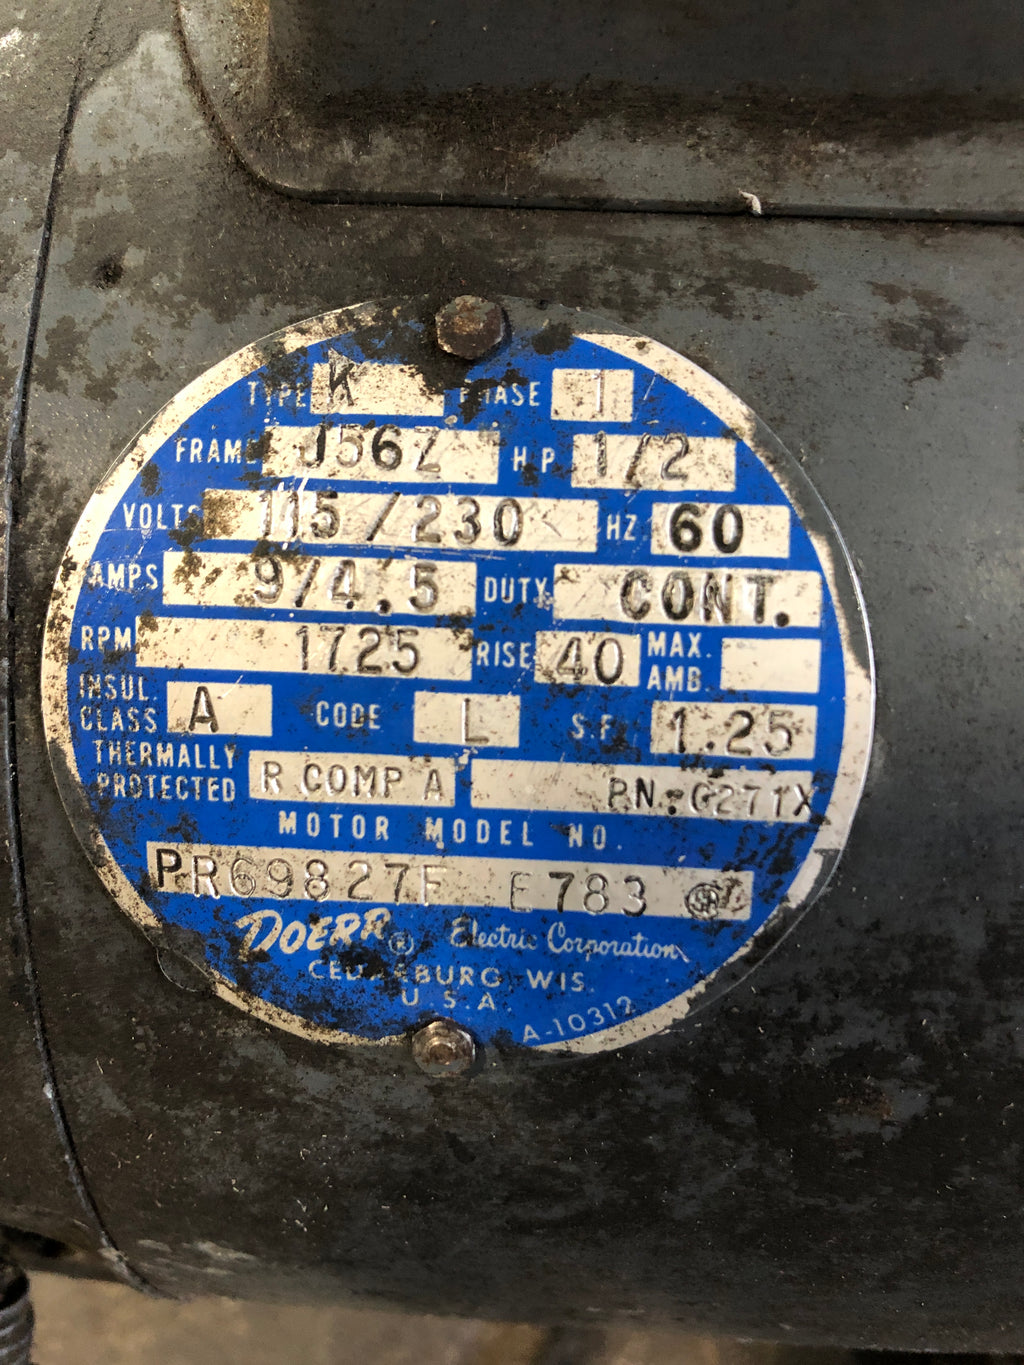 TYPE K PHASE 1
FRAME J56Z HP 1/2
VOLTS 115/230 HZ. 60
AMPS 9/4.5 DUTY CONT.
RPM 1725 RISE 40 MAX. AMB.
INSUL. CLASS A CODE L S.F. 1.25
THERMALLY PROTECTED R COMP A PN.G271X
MOTOR MODEL NO.
PR69827F E783 SA
DOERR ® Electric Corporation
CEDARBURG WIS.
U.S.A.
A-10312